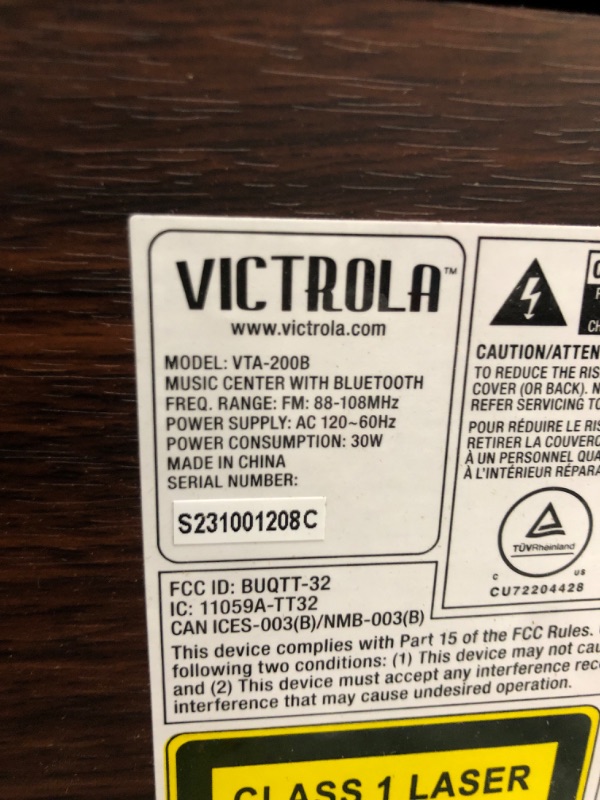 VICTROLA™
www.victrola.com
MODEL: VTA-200B
MUSIC CENTER WITH BLUETOOTH
FREQ. RANGE: FM: 88-108MHz
POWER SUPPLY: AC 120~60Hz
POWER CONSUMPTION: 30W
MADE IN CHINA
SERIAL NUMBER:
S231001208C
CAUTION/ATTEN
TO REDUCE THE RIS
COVER (OR BACK). N
REFER SERVICING TO
POUR RÉDUIRE LE RIS
RETIRER LA COUVERC
À UN PERSONNEL QUA
À L'INTÉRIEUR RÉPARA
TÜVRheinland
C US
CU72204428
FCC ID: BUQTT-32
IC: 11059A-TT32
CAN ICES-003(B)/NMB-003(B)
This device complies with Part 15 of the FCC Rules.
following two conditions: (1) This device may not cau
and (2) This device must accept any interference rec
interference that may cause undesired operation.
CLASS 1 LASER